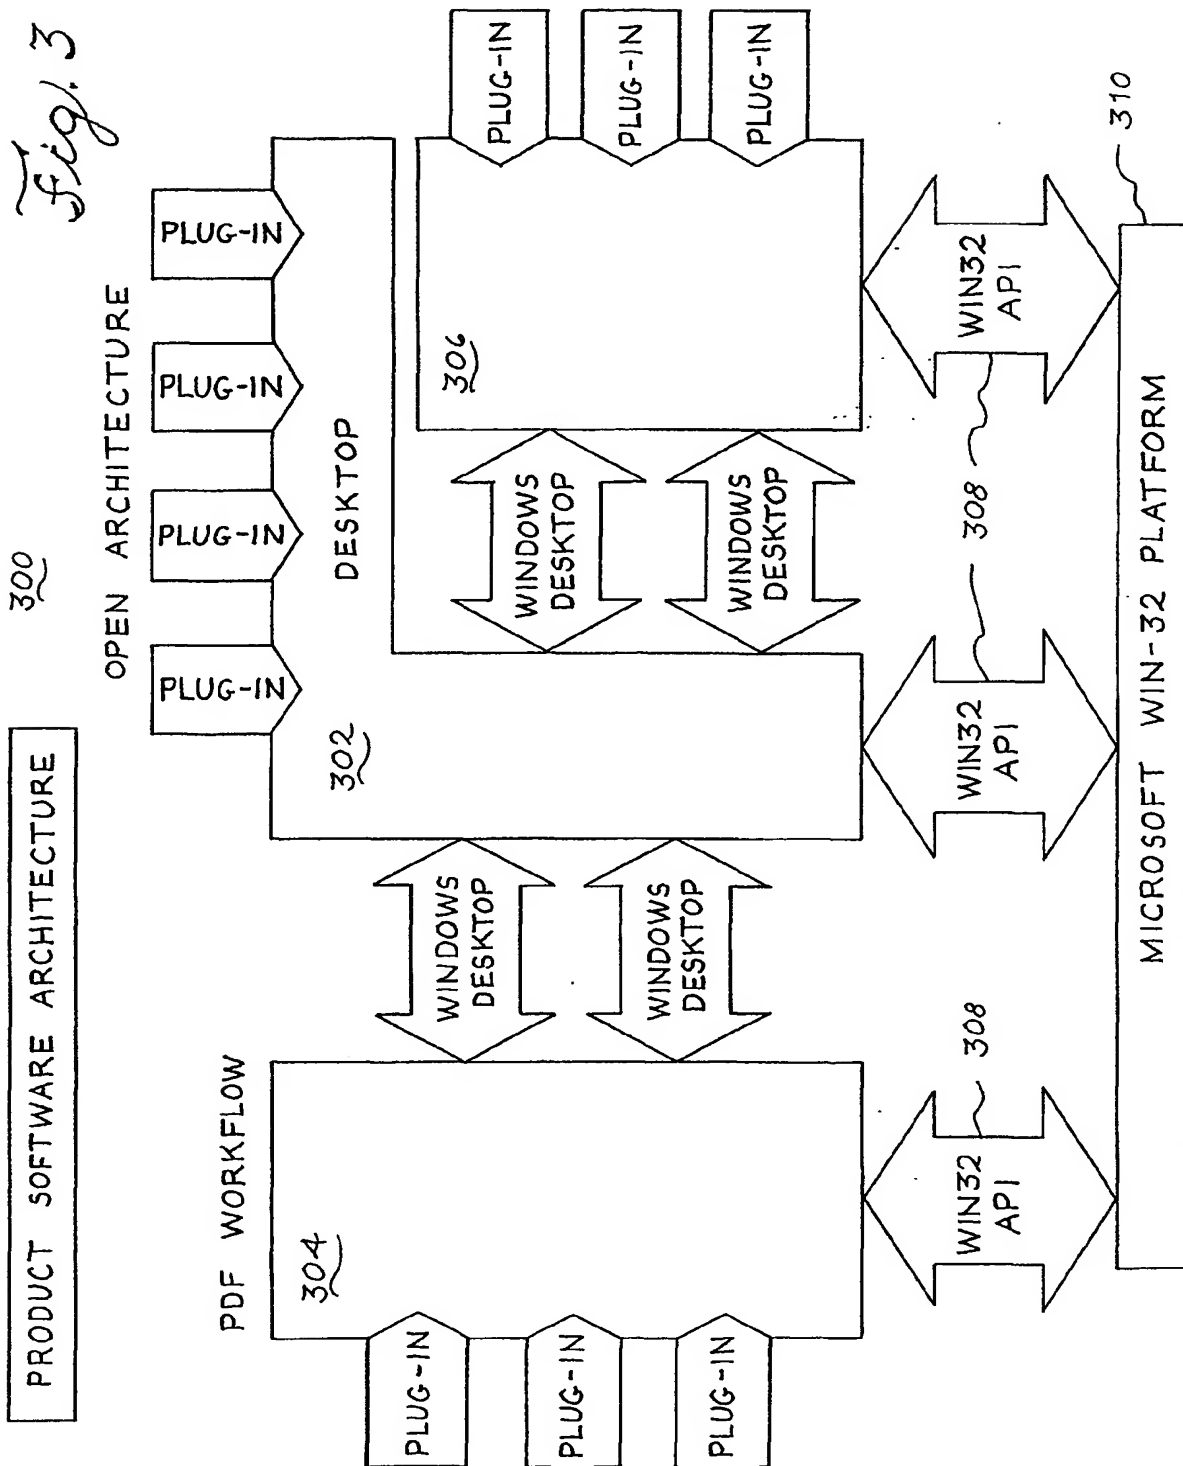 PRODUCT SOFTWARE ARCHITECTURE
300
Fig. 3
OPEN ARCHITECTURE
PLUG-IN
PLUG-IN
PLUG-IN
PLUG-IN
PDF WORKFLOW
DESKTOP
304
302
306
PLUG-IN
PLUG-IN
PLUG-IN
WINDOWS
DESKTOP
WINDOWS
DESKTOP
WINDOWS
DESKTOP
WINDOWS
DESKTOP
PLUG-IN
PLUG-IN
PLUG-IN
WIN32
API
308
WIN32
API
308
WIN32
API
308
310
MICROSOFT WIN-32 PLATFORM